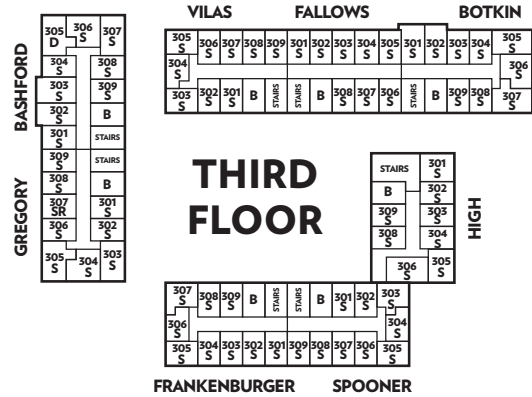 VILAS FALLOWS BOTKIN
305 S 306 S 307 S 308 S 309 S 301 S 302 S 303 S 304 S 305 S 301 S 302 S 303 S 304 S 305 S
304 S 306 S
303 S 302 S 301 S B STAIRS B 308 S 307 S 306 S STAIRS B 309 S 308 S 307 S
BASHFORD
GREGORY
305 D 306 S 307 S
304 S 308 S
303 S 309 S
302 S B
301 S STAIRS
309 S STAIRS
308 S B
307 SR 301 S
306 S 302 S
305 S 304 S 303 S
THIRD
FLOOR
HIGH
STAIRS 301 S
B 302 S
309 S 303 S
308 S 304 S
306 S 305 S
307 S 308 S 309 S B STAIRS STAIRS B 301 S 302 S 303 S
306 S 304 S
305 S 304 S 303 S 302 S 301 S 309 S 308 S 307 S 306 S 305 S
FRANKENBURGER SPOONER